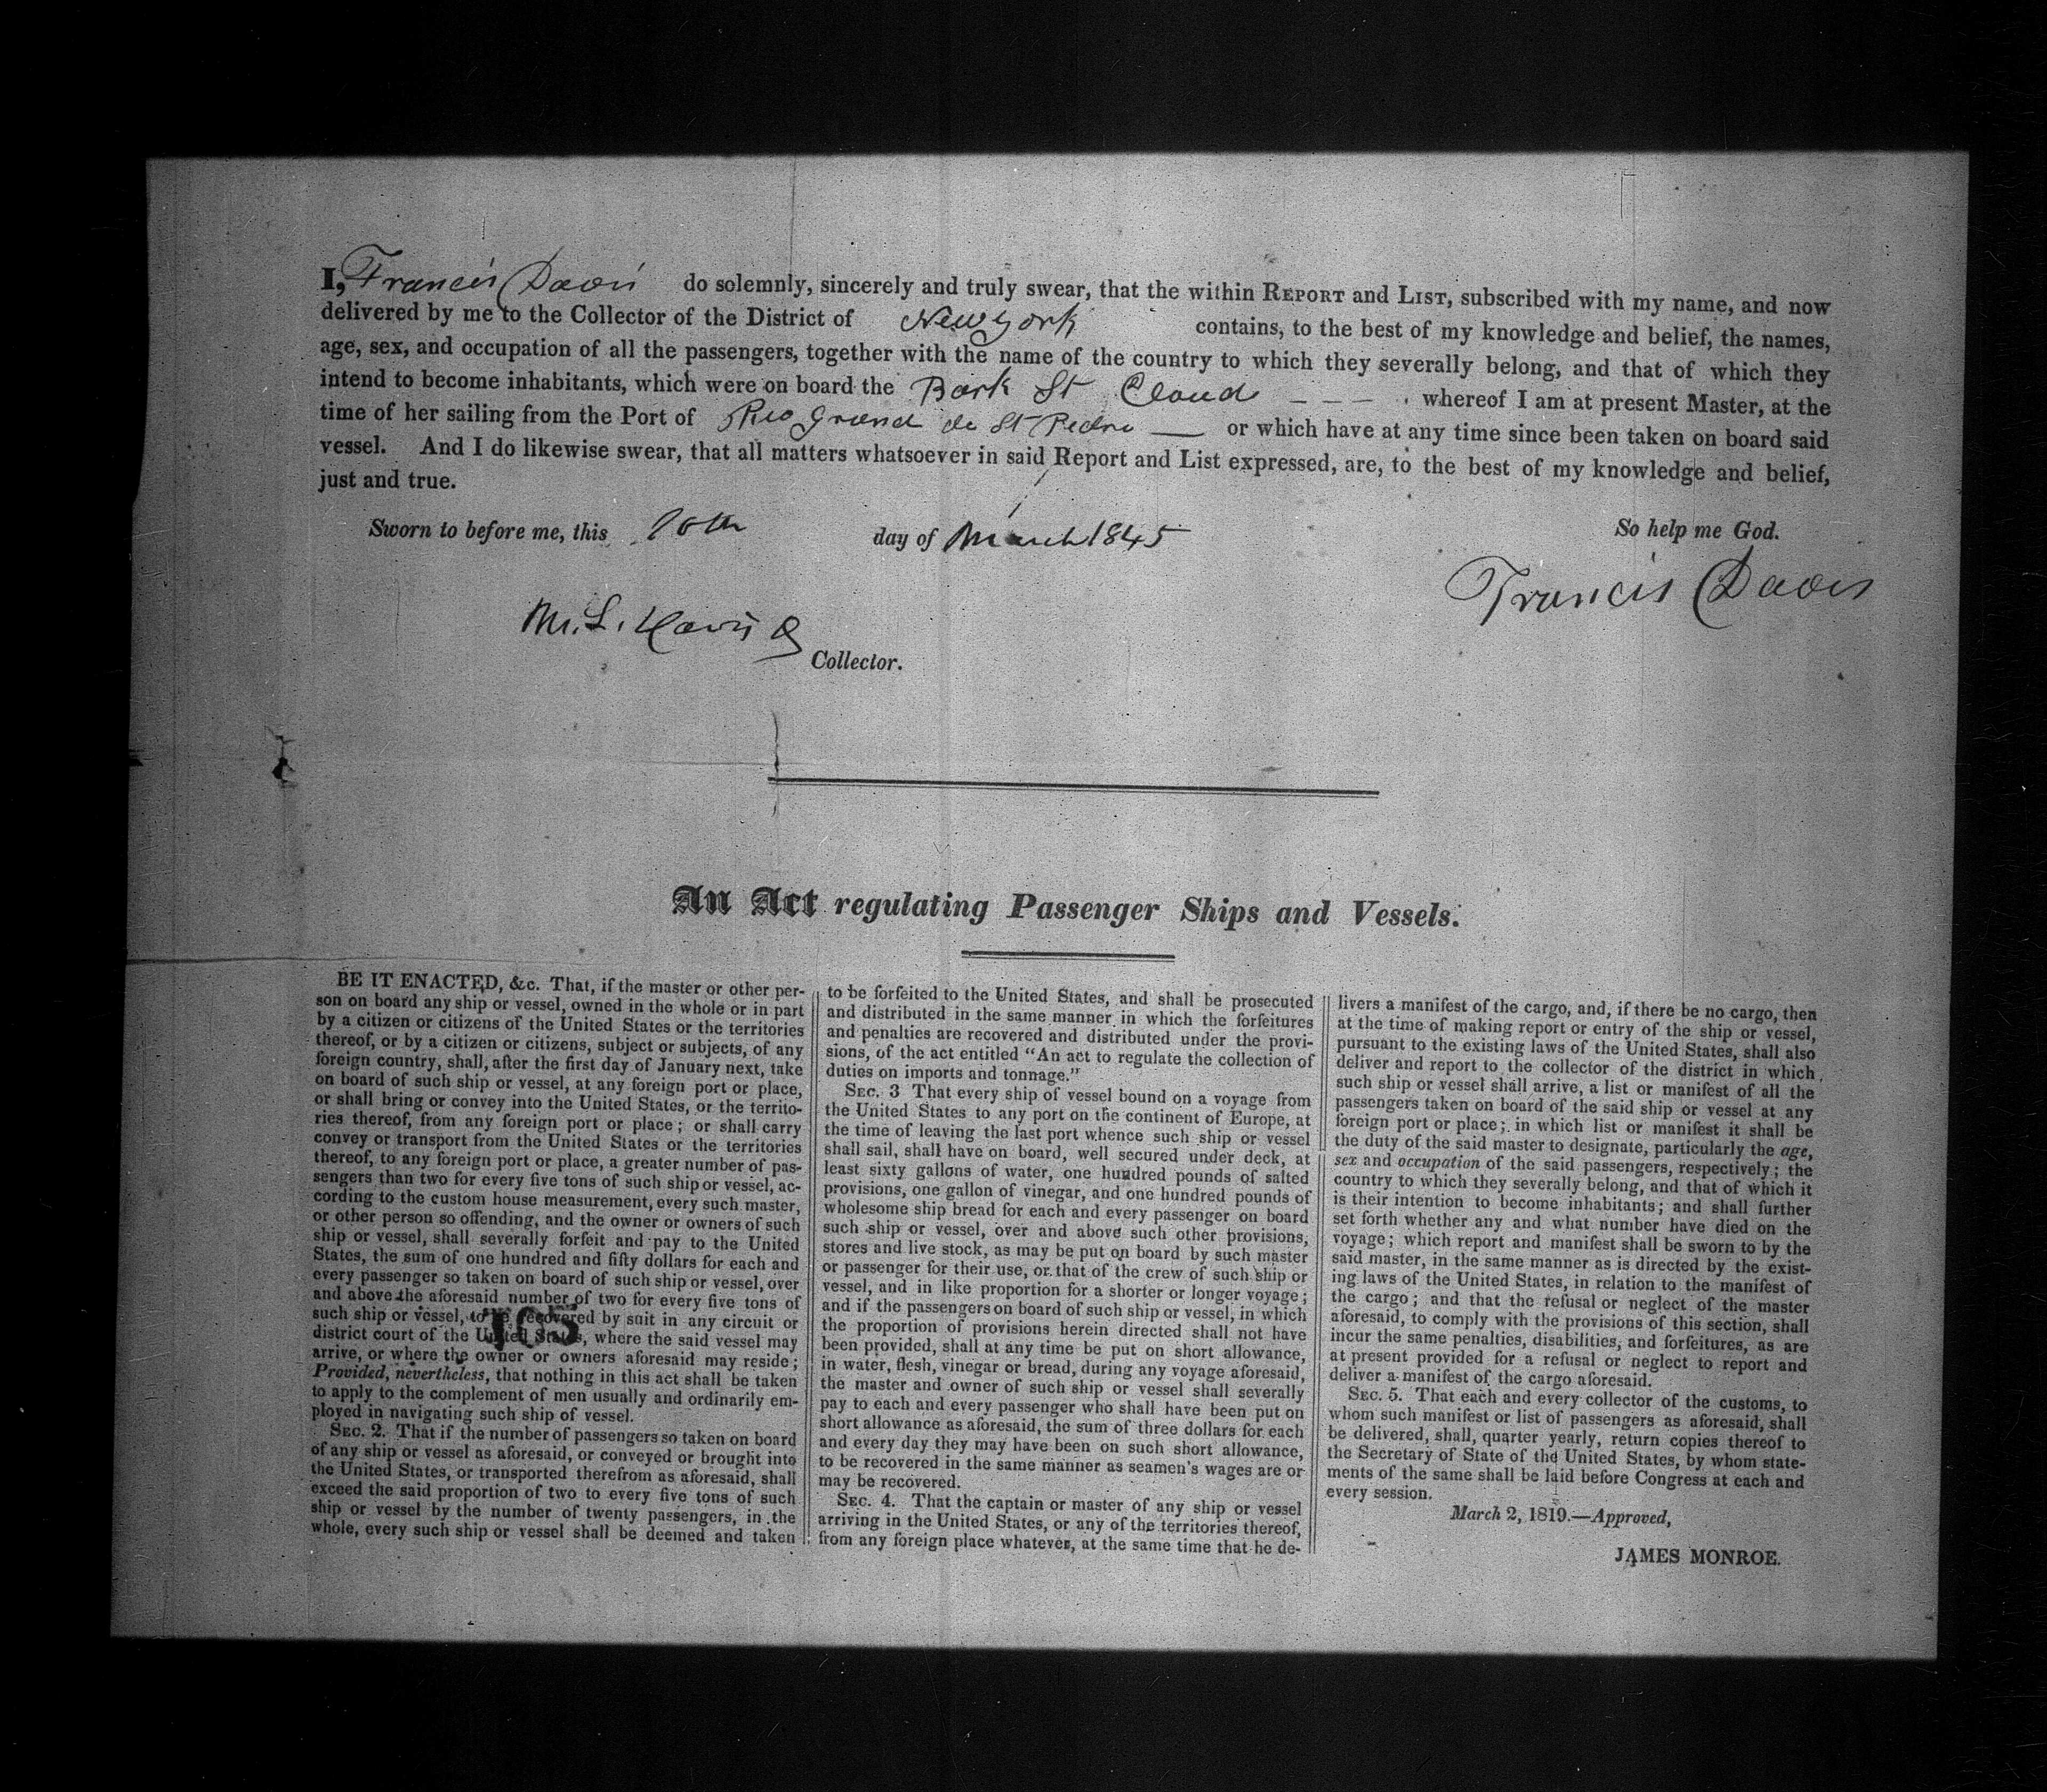 I, Francis Davis do solemnly, sincerely and truly swear, that the within REPORT and LIST, subscribed with my name, and now
delivered by me to the Collector of the District of New York contains, to the best of my knowledge and belief, the names,
age, sex, and occupation of all the passengers, together with the name of the country to which they severally belong, and that of which they
intend to become inhabitants, which were on board the Bark St Cloud - - - whereof I am at present Master, at the
time of her sailing from the Port of Rio Grand de St Pedro — or which have at any time since been taken on board said
vessel. And I do likewise swear, that all matters whatsoever in said Report and List expressed, are, to the best of my knowledge and belief,
just and true.
Sworn to before me, this day of March 1845 So help me God.
Francis Davis
M. L.
Collector.
An Act regulating Passenger Ships and Vessels.
BE IT ENACTED, &c. That, if the master or other per-
son on board any ship or vessel, owned in the whole or in part
by a citizen or citizens of the United States or the territories
thereof, or by a citizen or citizens, subject or subjects, of any
foreign country, shall, after the first day of January next, take
on board of such ship or vessel, at any foreign port or place,
or shall bring or convey into the United States, or the territo-
ries thereof, from any foreign port or place; or shall carry
convey or transport from the United States or the territories
thereof, to any foreign port or place, a greater number of pas-
sengers than two for every five tons of such ship or vessel, ac-
cording to the custom house measurement, every such master,
or other person so offending, and the owner or owners of such
ship or vessel, shall severally forfeit and pay to the United
States, the sum of one hundred and fifty dollars for each and
every passenger so taken on board of such ship or vessel, over
and above the aforesaid number of two for every five tons of
such ship or vessel, to be recovered by suit in any circuit or
105
district court of the United States, where the said vessel may
arrive, or where the owner or owners aforesaid may reside;
Provided, nevertheless, that nothing in this act shall be taken
to apply to the complement of men usually and ordinarily em-
ployed in navigating such ship of vessel.
SEC. 2. That if the number of passengers so taken on board
of any ship or vessel as aforesaid, or conveyed or brought into
the United States, or transported therefrom as aforesaid, shall
exceed the said proportion of two to every five tons of such
ship or vessel by the number of twenty passengers, in the
whole, every such ship or vessel shall be deemed and taken
to be forfeited to the United States, and shall be prosecuted
and distributed in the same manner in which the forfeitures
and penalties are recovered and distributed under the provi-
sions, of the act entitled "An act to regulate the collection of
duties on imports and tonnage."
SEC. 3 That every ship of vessel bound on a voyage from
the United States to any port on the continent of Europe, at
the time of leaving the last port whence such ship or vessel
shall sail, shall have on board, well secured under deck, at
least sixty gallons of water, one hundred pounds of salted
provisions, one gallon of vinegar, and one hundred pounds of
wholesome ship bread for each and every passenger on board
such ship or vessel, over and above such other provisions,
stores and live stock, as may be put on board by such master
or passenger for their use, or that of the crew of such ship or
vessel, and in like proportion for a shorter or longer voyage;
and if the passengers on board of such ship or vessel, in which
the proportion of provisions herein directed shall not have
been provided, shall at any time be put on short allowance,
in water, flesh, vinegar or bread, during any voyage aforesaid,
the master and owner of such ship or vessel shall severally
pay to each and every passenger who shall have been put on
short allowance as aforesaid, the sum of three dollars for each
and every day they may have been on such short allowance,
to be recovered in the same manner as seamen's wages are or
may be recovered.
SEC. 4. That the captain or master of any ship or vessel
arriving in the United States, or any of the territories thereof,
from any foreign place whatever, at the same time that he de-
livers a manifest of the cargo, and, if there be no cargo, then
at the time of making report or entry of the ship or vessel,
pursuant to the existing laws of the United States, shall also
deliver and report to the collector of the district in which
such ship or vessel shall arrive, a list or manifest of all the
passengers taken on board of the said ship or vessel at any
foreign port or place; in which list or manifest it shall be
the duty of the said master to designate, particularly the age,
sex and occupation of the said passengers, respectively; the
country to which they severally belong, and that of which it
is their intention to become inhabitants; and shall further
set forth whether any and what number have died on the
voyage; which report and manifest shall be sworn to by the
said master, in the same manner as is directed by the exist-
ing laws of the United States, in relation to the manifest of
the cargo; and that the refusal or neglect of the master
aforesaid, to comply with the provisions of this section, shall
incur the same penalties, disabilities, and forfeitures, as are
at present provided for a refusal or neglect to report and
deliver a manifest of the cargo aforesaid.
SEC. 5. That each and every collector of the customs, to
whom such manifest or list of passengers as aforesaid, shall
be delivered, shall, quarter yearly, return copies thereof to
the Secretary of State of the United States, by whom state-
ments of the same shall be laid before Congress at each and
every session.
March 2, 1819.—Approved,
JAMES MONROE.